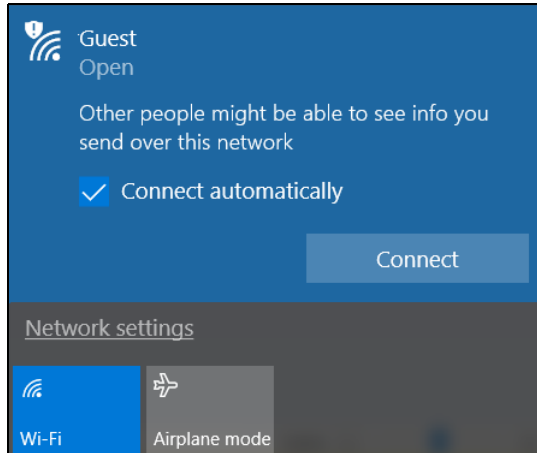 Guest
Open
Other people might be able to see info you
send over this network
Connect automatically
Connect
Network settings
Wi-Fi
Airplane mode